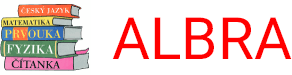 ČESKÝ JAZYK
MATEMATIKA
PRVOUKA
FYZIKA
ČÍTANKA
ALBRA